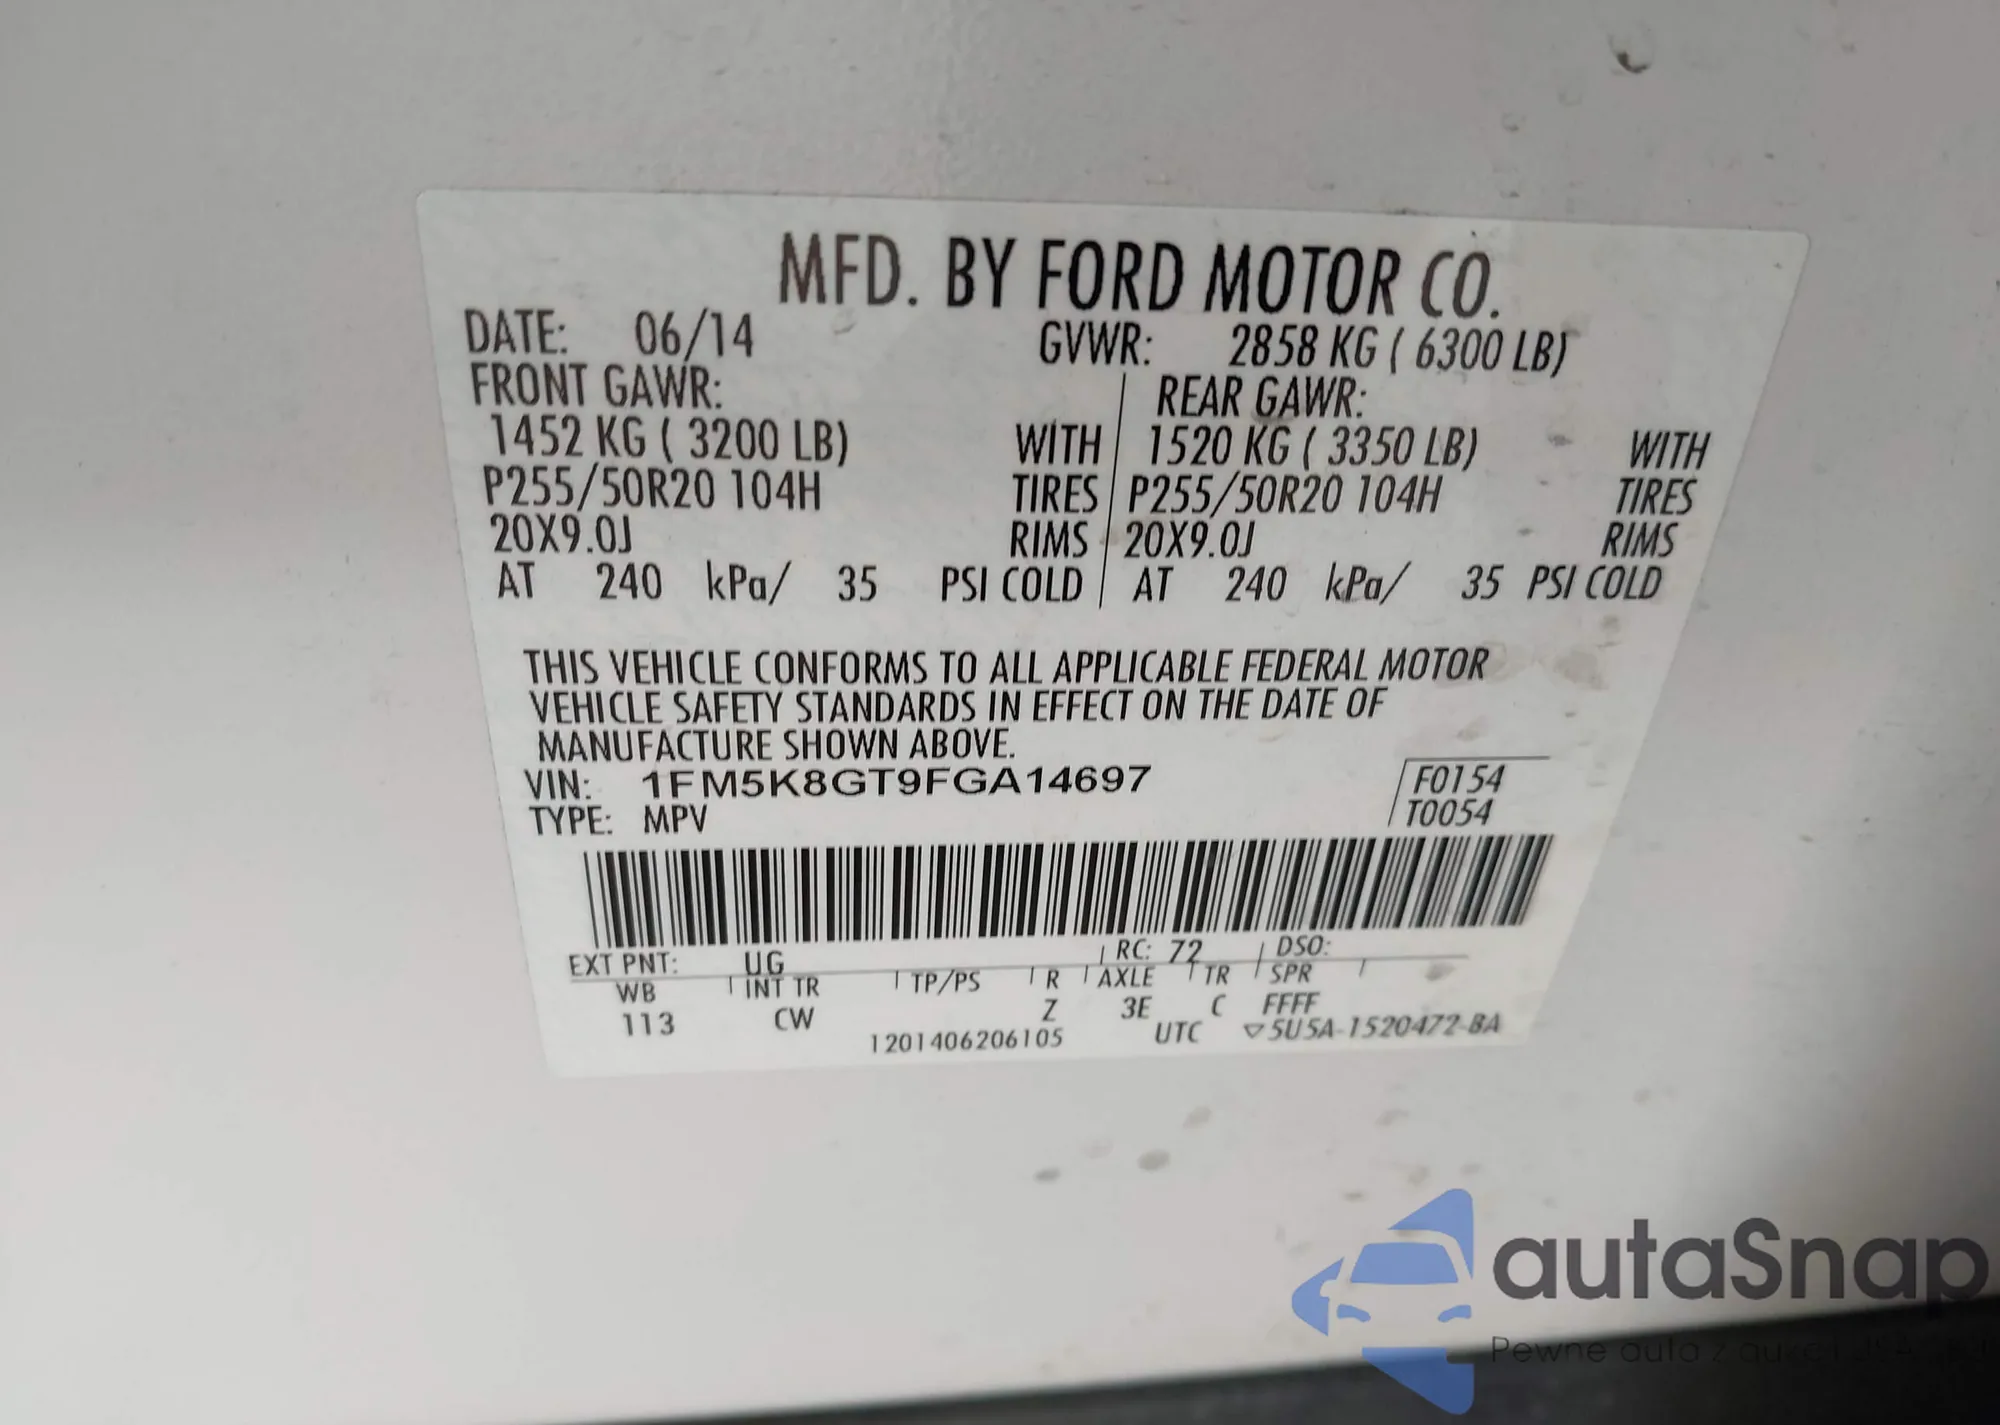 MFD. BY FORD MOTOR CO.
DATE: 06/14 GVWR: 2858 KG ( 6300 LB)
FRONT GAWR: REAR GAWR:
1452 KG ( 3200 LB) WITH 1520 KG ( 3350 LB) WITH
P255/50R20 104H TIRES P255/50R20 104H TIRES
20X9.0J RIMS 20X9.0J RIMS
AT 240 kPa/ 35 PSI COLD AT 240 kPa/ 35 PSI COLD
THIS VEHICLE CONFORMS TO ALL APPLICABLE FEDERAL MOTOR
VEHICLE SAFETY STANDARDS IN EFFECT ON THE DATE OF
MANUFACTURE SHOWN ABOVE.
VIN: 1FM5K8GT9FGA14697 F0154
TYPE: MPV T0054
EXT PNT: UG RC: 72 DSO:
WB INT TR TP/PS R AXLE TR SPR
113 CW Z 3E C FFFF
1201406206105 UTC ▽5U5A-1520472-BA
autaSnap
Pewne auto z aukcji USA